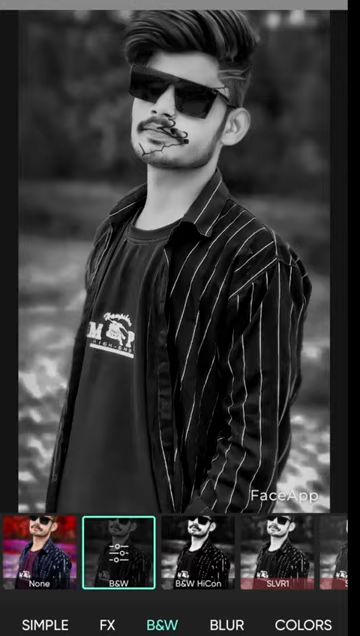 FaceApp
None
B&W
B&W HiCon
SLVR1
S
SIMPLE
FX
B&W
BLUR
COLORS